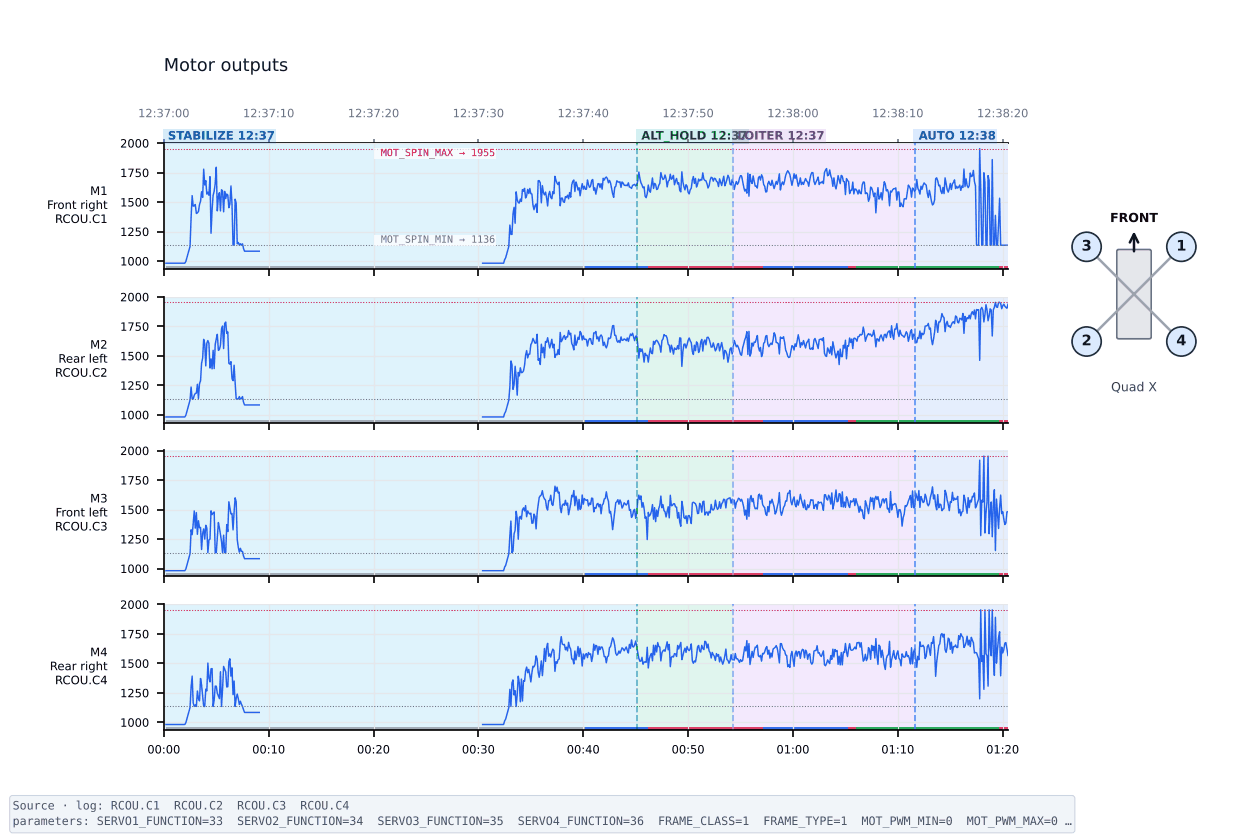 Motor outputs
12:37:00 12:37:10 12:37:20 12:37:30 12:37:40 12:37:50 12:38:00 12:38:10 12:38:20
STABILIZE 12:37 ALT_HOLD 12:37 LOITER 12:37 AUTO 12:38
2000
1750
1500
1250
1000
M1
Front right
RCOU.C1
MOT_SPIN_MAX → 1955
MOT_SPIN_MIN → 1136
2000
1750
1500
1250
1000
M2
Rear left
RCOU.C2
2000
1750
1500
1250
1000
M3
Front left
RCOU.C3
2000
1750
1500
1250
1000
M4
Rear right
RCOU.C4
00:00 00:10 00:20 00:30 00:40 00:50 01:00 01:10 01:20
FRONT
3 1
2 4
Quad X
Source · log: RCOU.C1 RCOU.C2 RCOU.C3 RCOU.C4
parameters: SERVO1_FUNCTION=33 SERVO2_FUNCTION=34 SERVO3_FUNCTION=35 SERVO4_FUNCTION=36 FRAME_CLASS=1 FRAME_TYPE=1 MOT_PWM_MIN=0 MOT_PWM_MAX=0 …